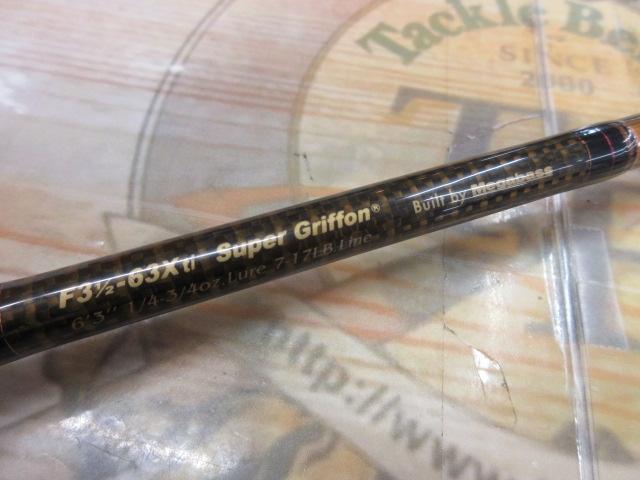 Tackle Be
SINCE
2000
F3½-63Xti Super Griffon®
Built by Megabass
6'3" 1/4-3/4oz.Lure 7-17LB.Line
http://www